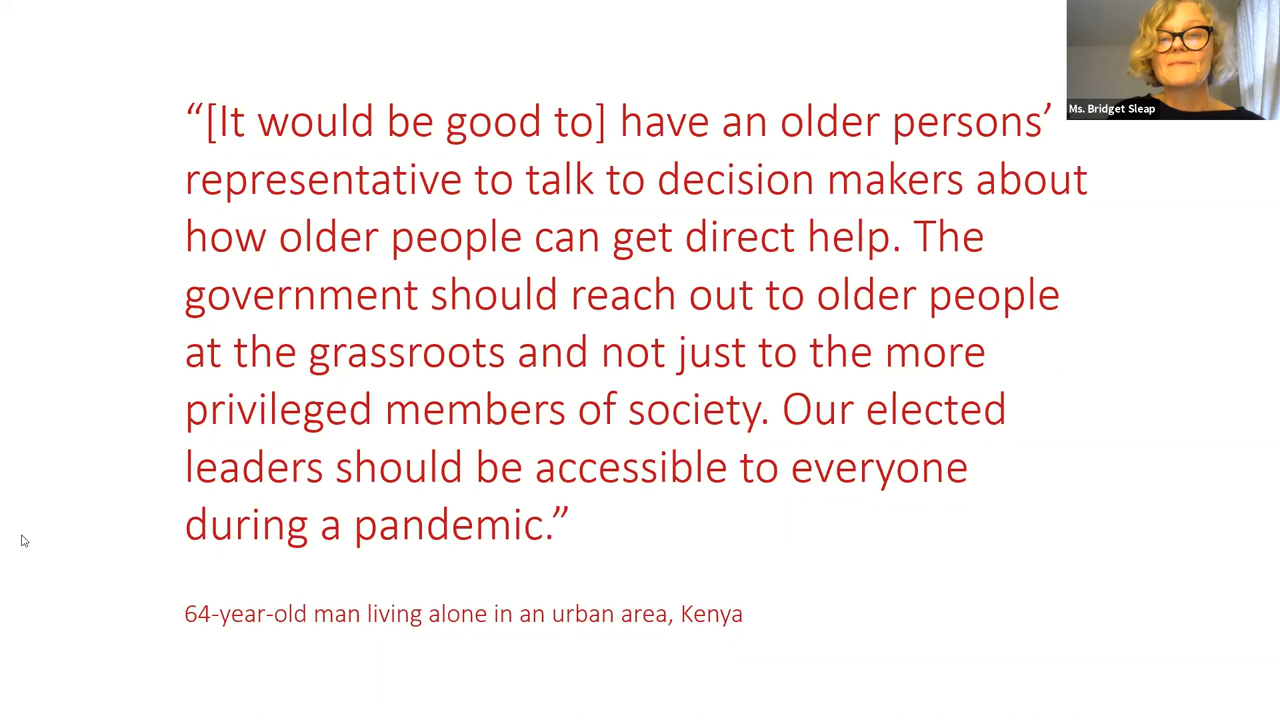 “[It would be good to] have an older persons’
representative to talk to decision makers about
how older people can get direct help. The
government should reach out to older people
at the grassroots and not just to the more
privileged members of society. Our elected
leaders should be accessible to everyone
during a pandemic.”
64-year-old man living alone in an urban area, Kenya
Ms. Bridget Sleap